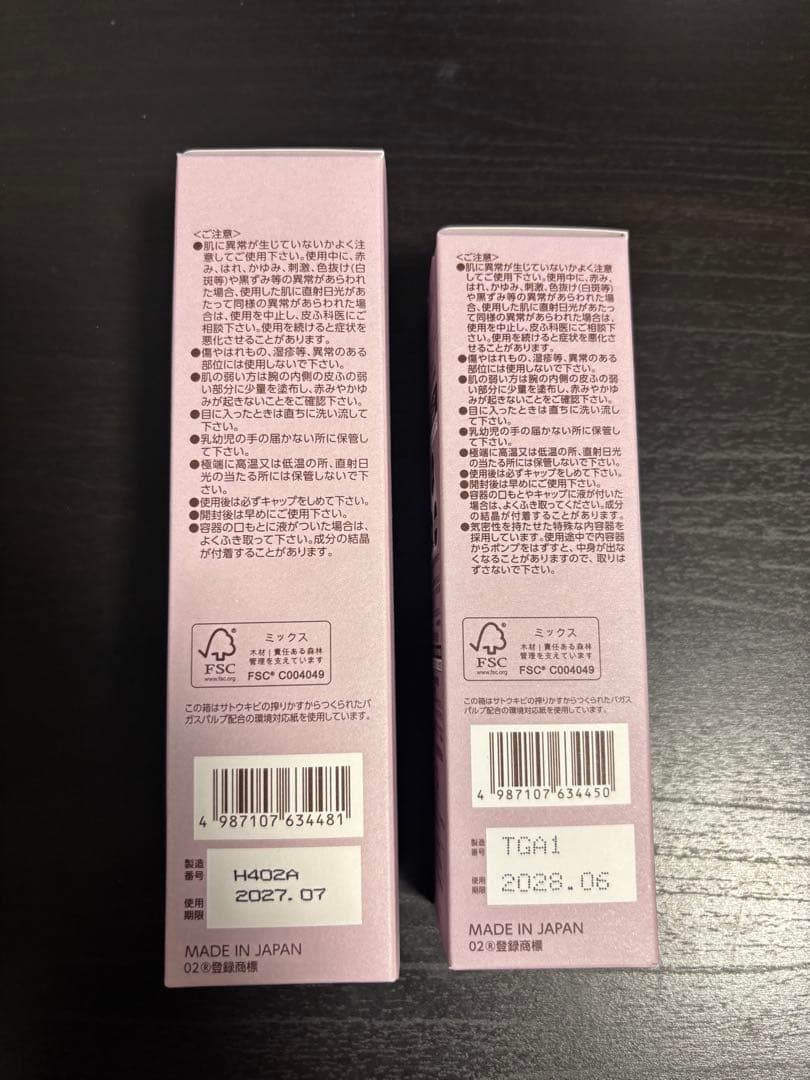 <ご注意>
●肌に異常が生じていないかよく注
意してご使用下さい。使用中に、赤
み、はれ、かゆみ、刺激、色抜け(白
斑等)や黒ずみ等の異常があらわれ
た場合、使用した肌に直射日光があ
たって同様の異常があらわれた場合
は、使用を中止し、皮ふ科医にご
相談下さい。使用を続けると症状を
悪化させることがあります。
●傷やはれもの、湿疹等、異常のある
部位には使用しないで下さい。
●肌の弱い方は腕の内側の皮ふの弱
い部分に少量を塗布し、赤みやかゆ
みが起きないことをご確認下さい。
●目に入ったときは直ちに洗い流して
下さい。
●乳幼児の手の届かない所に保管し
て下さい。
●極端に高温又は低温の所、直射日
光の当たる所には保管しないで下
さい。
●使用後は必ずキャップをしめて下さい。
●開封後は早めにご使用下さい。
●容器の口もとに液がついた場合は、
よくふき取って下さい。成分の結晶
が付着することがあります。
FSC
www.fsc.org
ミックス
木材|責任ある森林
管理を支えています
FSC® C004049
この箱はサトウキビの搾りかすからつくられたバ
ガスパルプ配合の環境対応紙を使用しています。
4 987107 634481
製造
番号
H402A
使用
期限
2027.07
MADE IN JAPAN
02®登録商標
<ご注意>
●肌に異常が生じていないかよく注意
してご使用下さい。使用中に、赤み、
はれ、かゆみ、刺激、色抜け(白斑等)
や黒ずみ等の異常があらわれた場
合、使用した肌に直射日光があたっ
て同様の異常があらわれた場合は、
使用を中止し、皮ふ科医にご相談下
さい。使用を続けると症状を悪化さ
せることがあります。
●傷やはれもの、湿疹等、異常のある
部位には使用しないで下さい。
●肌の弱い方は腕の内側の皮ふの弱
い部分に少量を塗布し、赤みやかゆ
みが起きないことをご確認下さい。
●目に入ったときは直ちに洗い流し
て下さい。
●乳幼児の手の届かない所に保管し
て下さい。
●極端に高温又は低温の所、直射日光
の当たる所には保管しないで下さい。
●使用後は必ずキャップをしめて下さい。
●開封後は早めにご使用下さい。
●容器の口もとやキャップに液が付いた
場合は、よくふき取ってください。成分
の結晶が付着することがあります。
●気密性を持たせた特殊な内容器を
採用しています。使用途中で内容器
からポンプをはずすと、中身が出な
くなることがありますので、取りは
ずさないで下さい。
FSC
www.fsc.org
ミックス
木材|責任ある森林
管理を支えています
FSC® C004049
この箱はサトウキビの搾りかすからつくられたバガス
パルプ配合の環境対応紙を使用しています。
4 987107 634450
製造
番号
TGA1
使用
期限
2028.06
MADE IN JAPAN
02®登録商標